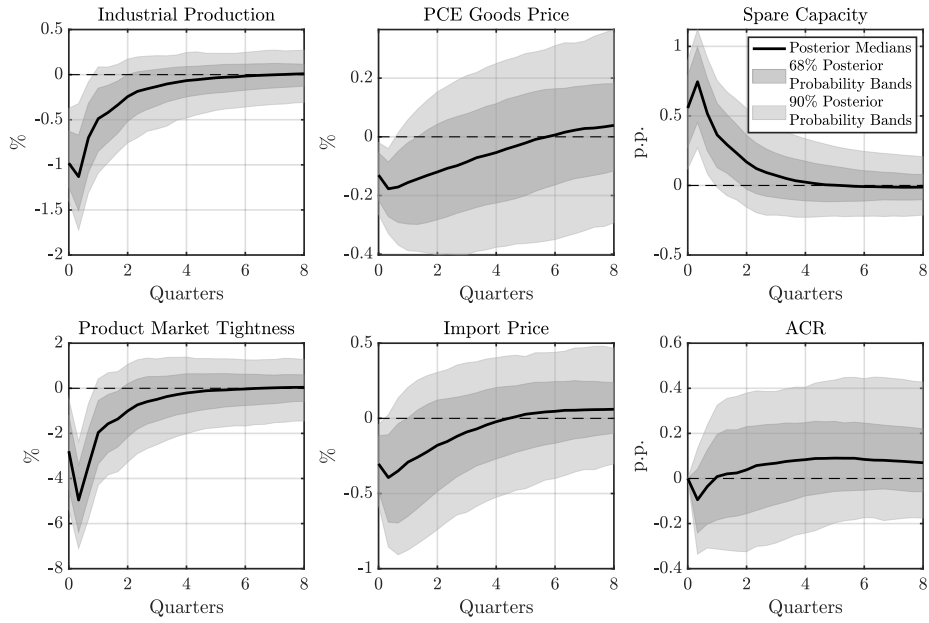 Industrial Production
0.5
0
-0.5
-1
-1.5
-2
%
0 2 4 6 8
Quarters
PCE Goods Price
0.2
0
-0.2
-0.4
%
0 2 4 6 8
Quarters
Spare Capacity
1
0.5
0
-0.5
p.p.
Posterior Medians
68% Posterior
Probability Bands
90% Posterior
Probability Bands
0 2 4 6 8
Quarters
Product Market Tightness
2
0
-2
-4
-6
-8
%
0 2 4 6 8
Quarters
Import Price
0.5
0
-0.5
-1
%
0 2 4 6 8
Quarters
ACR
0.6
0.4
0.2
0
-0.2
-0.4
p.p.
0 2 4 6 8
Quarters